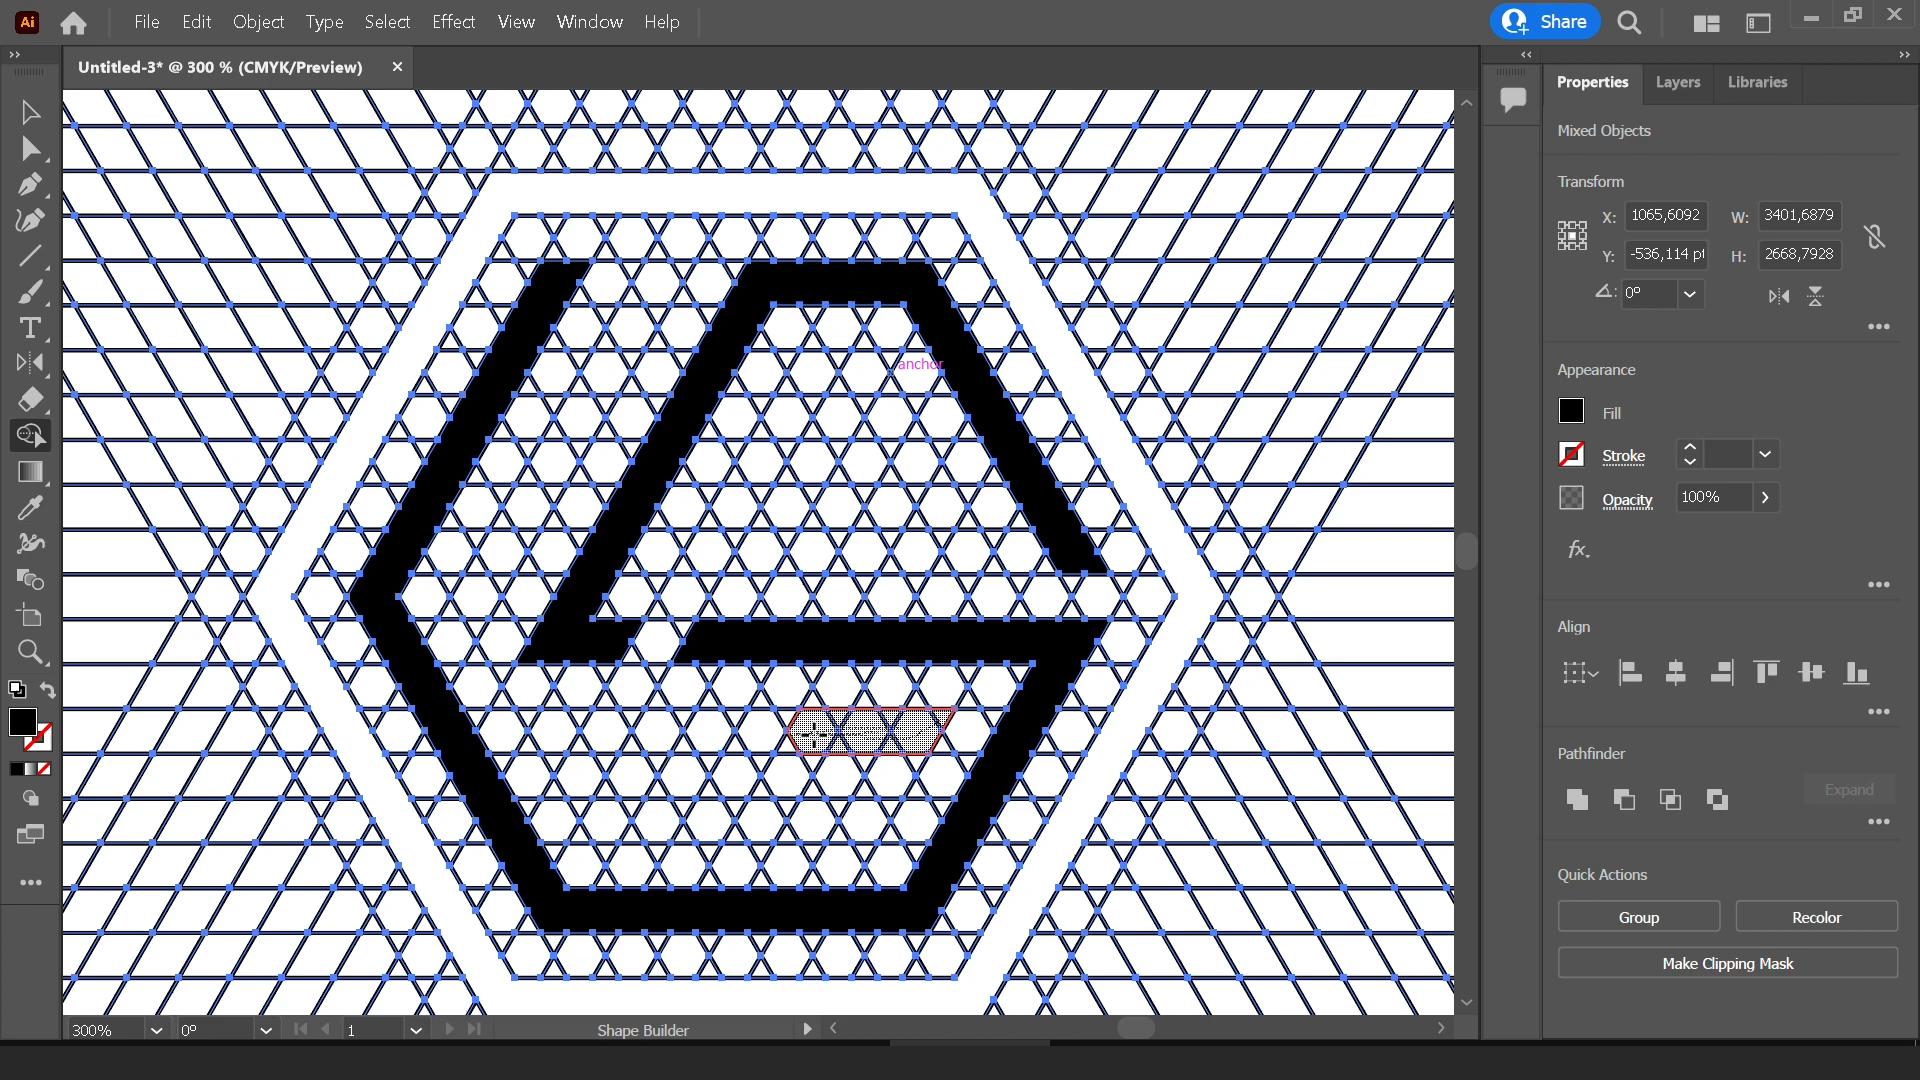 Ai
File Edit Object Type Select Effect View Window Help
Share
Untitled-3* @ 300 % (CMYK/Preview)
Properties Layers Libraries
Mixed Objects
Transform
X: 1065,6092 W: 3401,6879
Y: -536,114 pt H: 2668,7928
0°
Appearance
Fill
Stroke
Opacity 100%
fx
Align
Pathfinder
Expand
Quick Actions
Group Recolor
Make Clipping Mask
anchor
300% 0° 1 Shape Builder